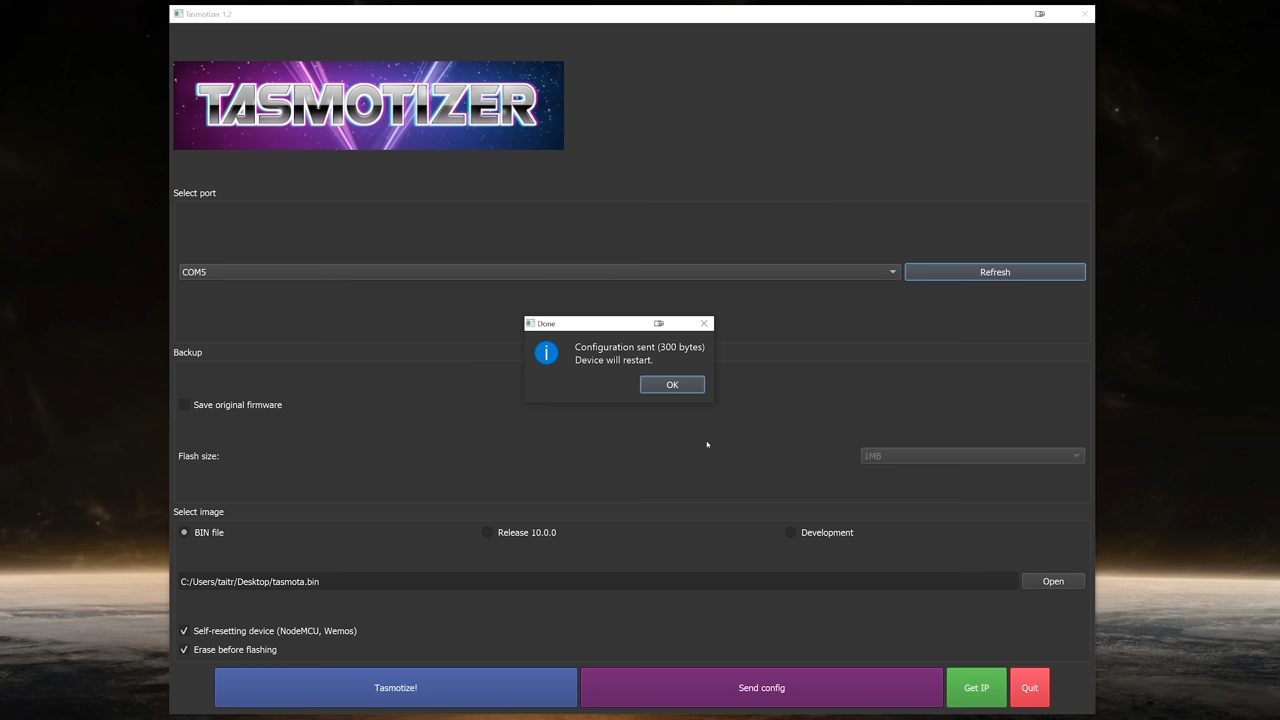 Tasmotizer 1.2
TASMOTIZER
Select port
COM5
Refresh
Done
Configuration sent (300 bytes)
Device will restart.
OK
Backup
Save original firmware
Flash size:
1MB
Select image
BIN file
Release 10.0.0
Development
C:/Users/taitr/Desktop/tasmota.bin
Open
Self-resetting device (NodeMCU, Wemos)
Erase before flashing
Tasmotize!
Send config
Get IP
Quit